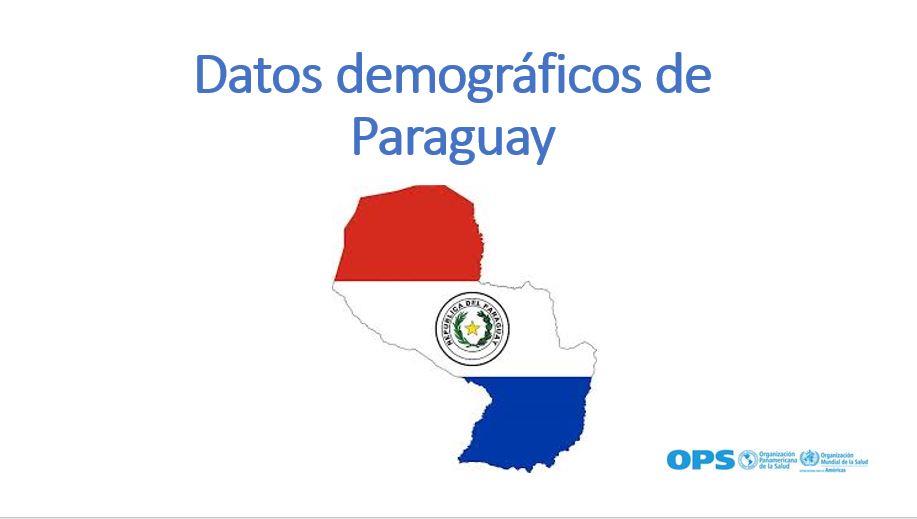 Datos demográficos de
Paraguay
REPUBLICA DEL PARAGUAY
OPS
Organización
Panamericana
de la Salud
Organización
Mundial de la Salud
Américas